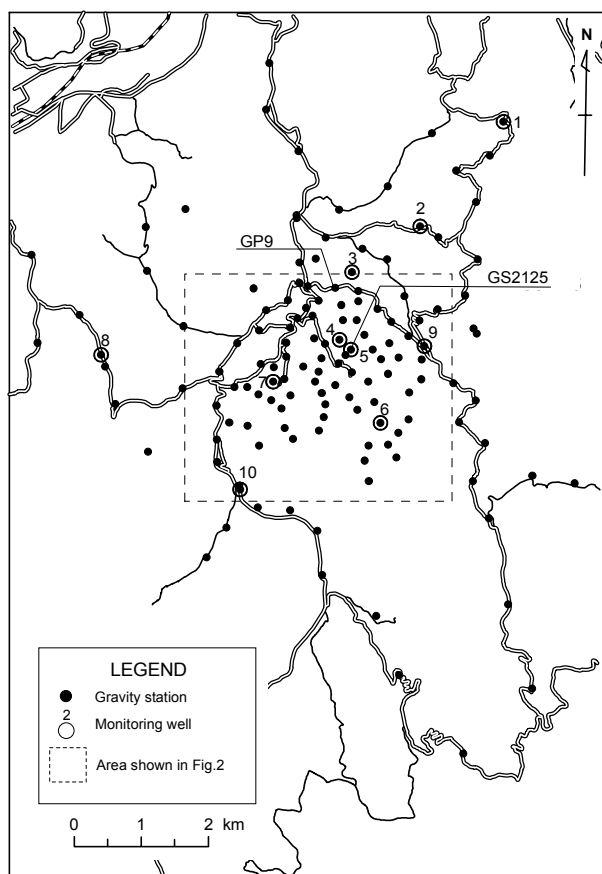 N
1
2
GP9
3
GS2125
4
5
9
8
7
6
10
LEGEND
Gravity station
2
Monitoring well
Area shown in Fig.2
0 1 2 km